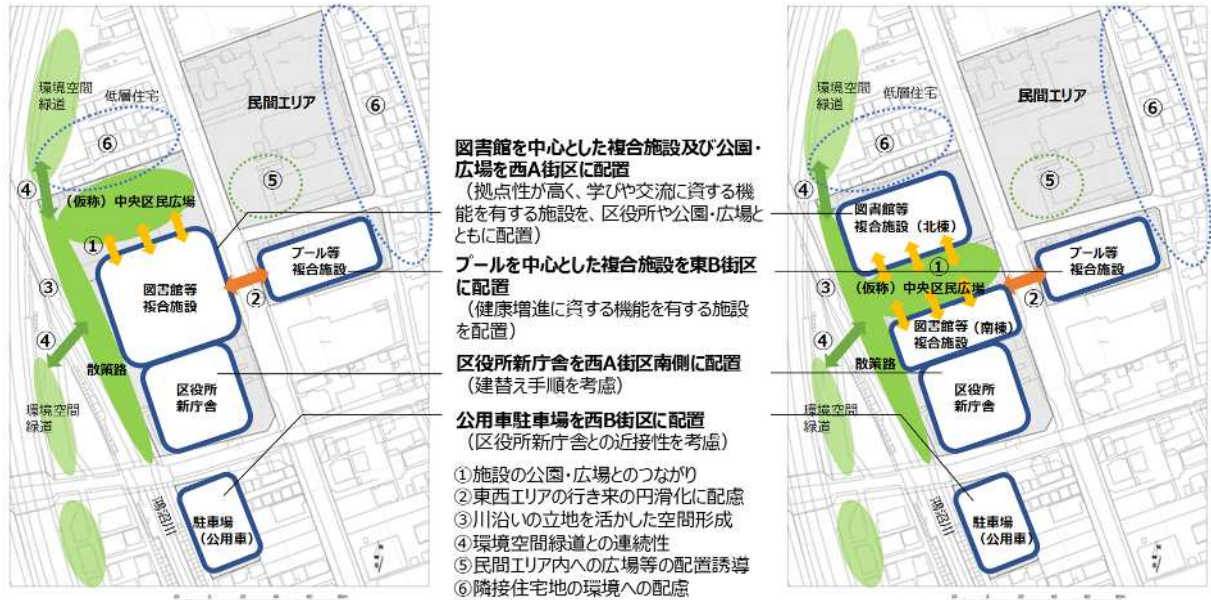 環境空間
緑道
低層住宅
⑥
民間エリア
⑥
④
(仮称)中央区民広場
⑤
①
プール等
複合施設
③
図書館等
複合施設
②
④
散策路
区役所
新庁舎
環境空間
緑道
鴻沼川
駐車場
(公用車)
図書館を中心とした複合施設及び公園・
広場を西A街区に配置
(拠点性が高く、学びや交流に資する機
能を有する施設を、区役所や公園・広場と
ともに配置)
プールを中心とした複合施設を東B街区
に配置
(健康増進に資する機能を有する施設
を配置)
区役所新庁舎を西A街区南側に配置
(建替え手順を考慮)
公用車駐車場を西B街区に配置
(区役所新庁舎との近接性を考慮)
①施設の公園・広場とのつながり
②東西エリアの行き来の円滑化に配慮
③川沿いの立地を活かした空間形成
④環境空間緑道との連続性
⑤民間エリア内への広場等の配置誘導
⑥隣接住宅地の環境への配慮
環境空間
緑道
低層住宅
⑥
民間エリア
⑥
④
⑤
図書館等
複合施設(北棟)
①
プール等
複合施設
③
(仮称)中央区民広場
②
④
図書館等(南棟)
複合施設
散策路
区役所
新庁舎
環境空間
緑道
鴻沼川
駐車場
(公用車)